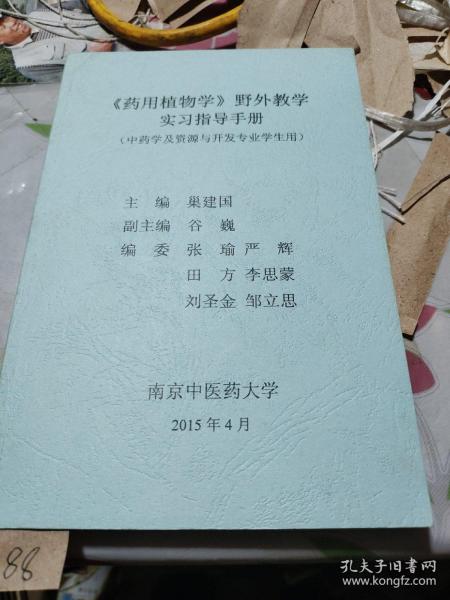 《药用植物学》野外教学
实习指导手册
（中药学及资源与开发专业学生用）
主 编 巢建国
副主编 谷 巍
编 委 张 瑜 严 辉
田 方 李思蒙
刘圣金 邹立思
南京中医药大学
2015 年 4 月
88
孔夫子旧书网
www.kongfz.com